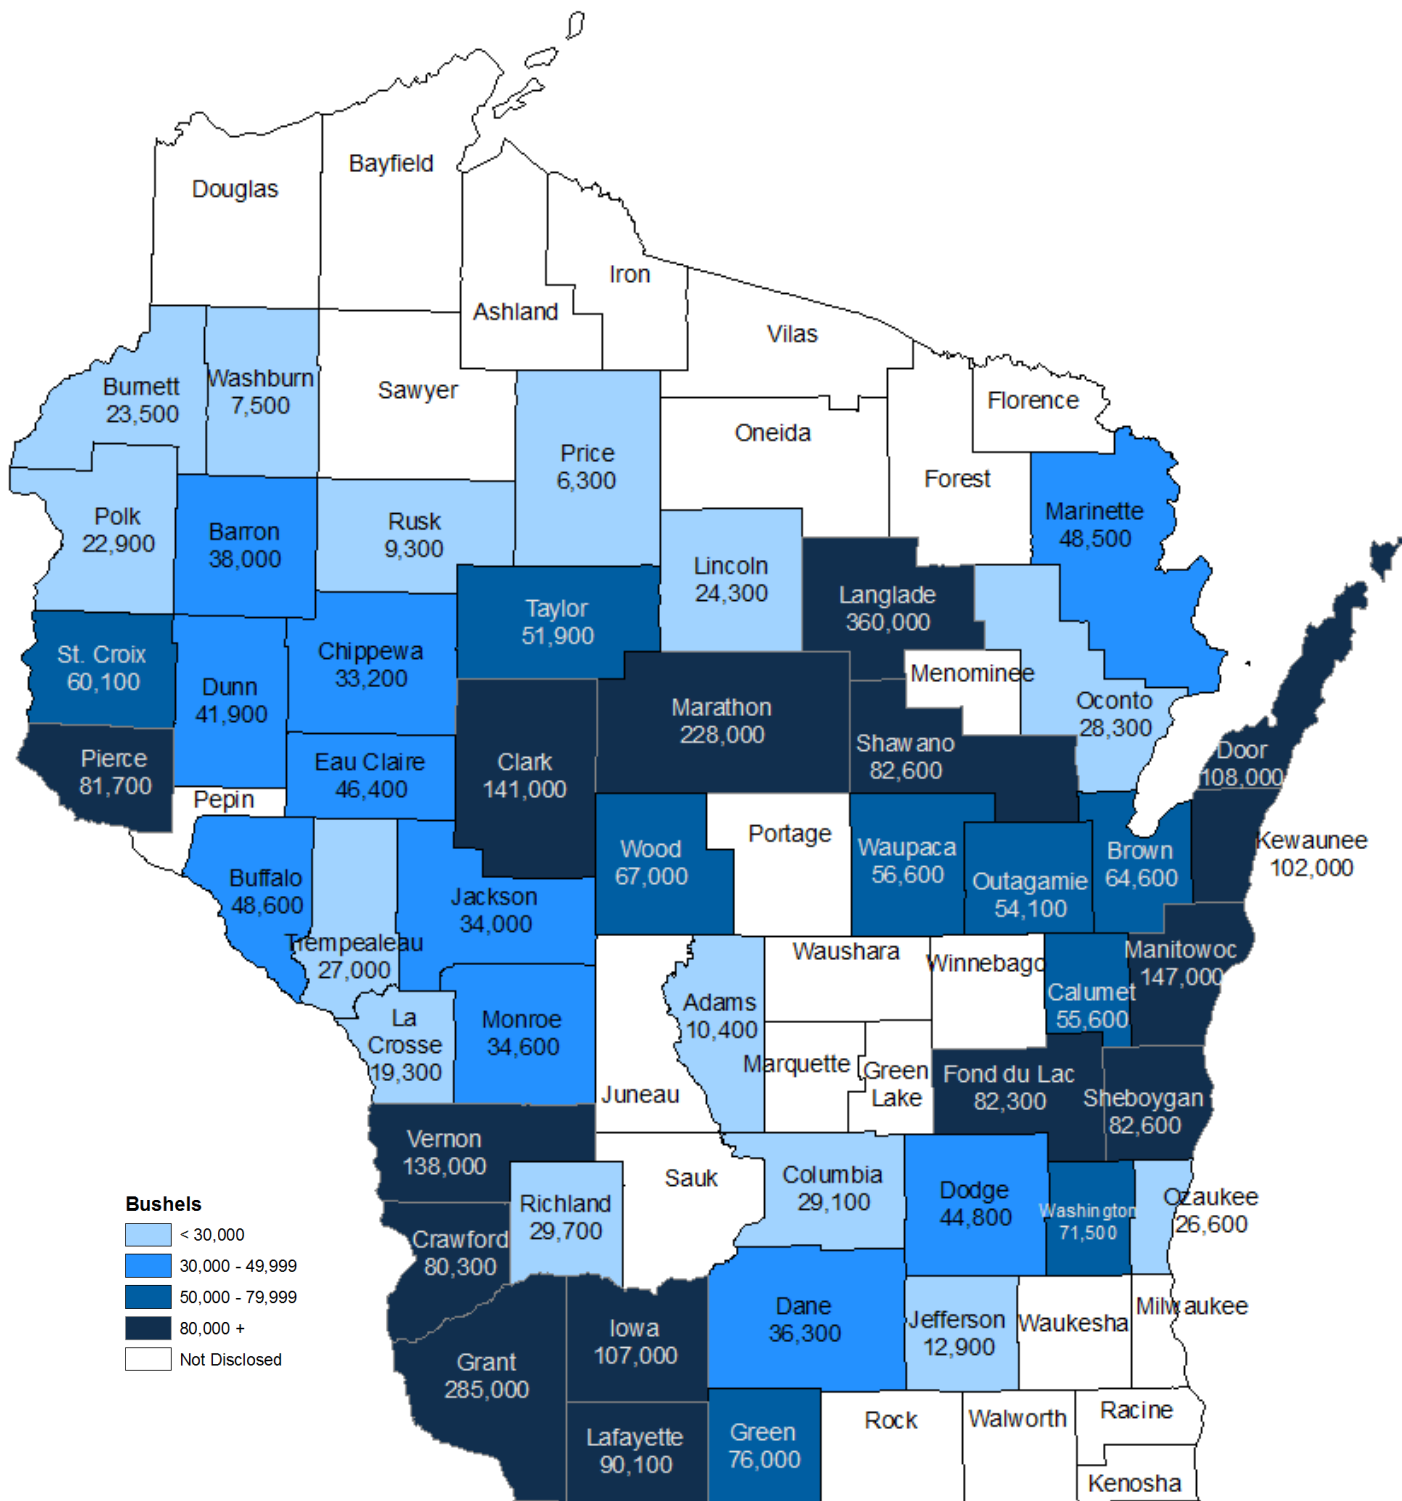 Bayfield
Douglas
Iron
Ashland
Vilas
Burnett
23,500
Washburn
7,500
Sawyer
Florence
Oneida
Price
6,300
Forest
Polk
22,900
Barron
38,000
Rusk
9,300
Marinette
48,500
Lincoln
24,300
Langlade
360,000
Taylor
51,900
St. Croix
60,100
Chippewa
33,200
Dunn
41,900
Menominee
Oconto
28,300
Marathon
228,000
Shawano
82,600
Pierce
81,700
Eau Claire
46,400
Clark
141,000
Door
108,000
Pepin
Portage
Wood
67,000
Waupaca
56,600
Outagamie
54,100
Brown
64,600
Kewaunee
102,000
Buffalo
48,600
Jackson
34,000
Trempealeau
27,000
Waushara
Winnebago
Manitowoc
147,000
Calumet
55,600
Adams
10,400
La
Crosse
19,300
Monroe
34,600
Juneau
Marquette
Green
Lake
Fond du Lac
82,300
Sheboygan
82,600
Vernon
138,000
Richland
29,700
Sauk
Columbia
29,100
Dodge
44,800
Washington
71,500
Ozaukee
26,600
Crawford
80,300
Bushels
< 30,000
30,000 - 49,999
50,000 - 79,999
80,000 +
Not Disclosed
Iowa
107,000
Dane
36,300
Jefferson
12,900
Waukesha
Milwaukee
Grant
285,000
Lafayette
90,100
Green
76,000
Rock
Walworth
Racine
Kenosha